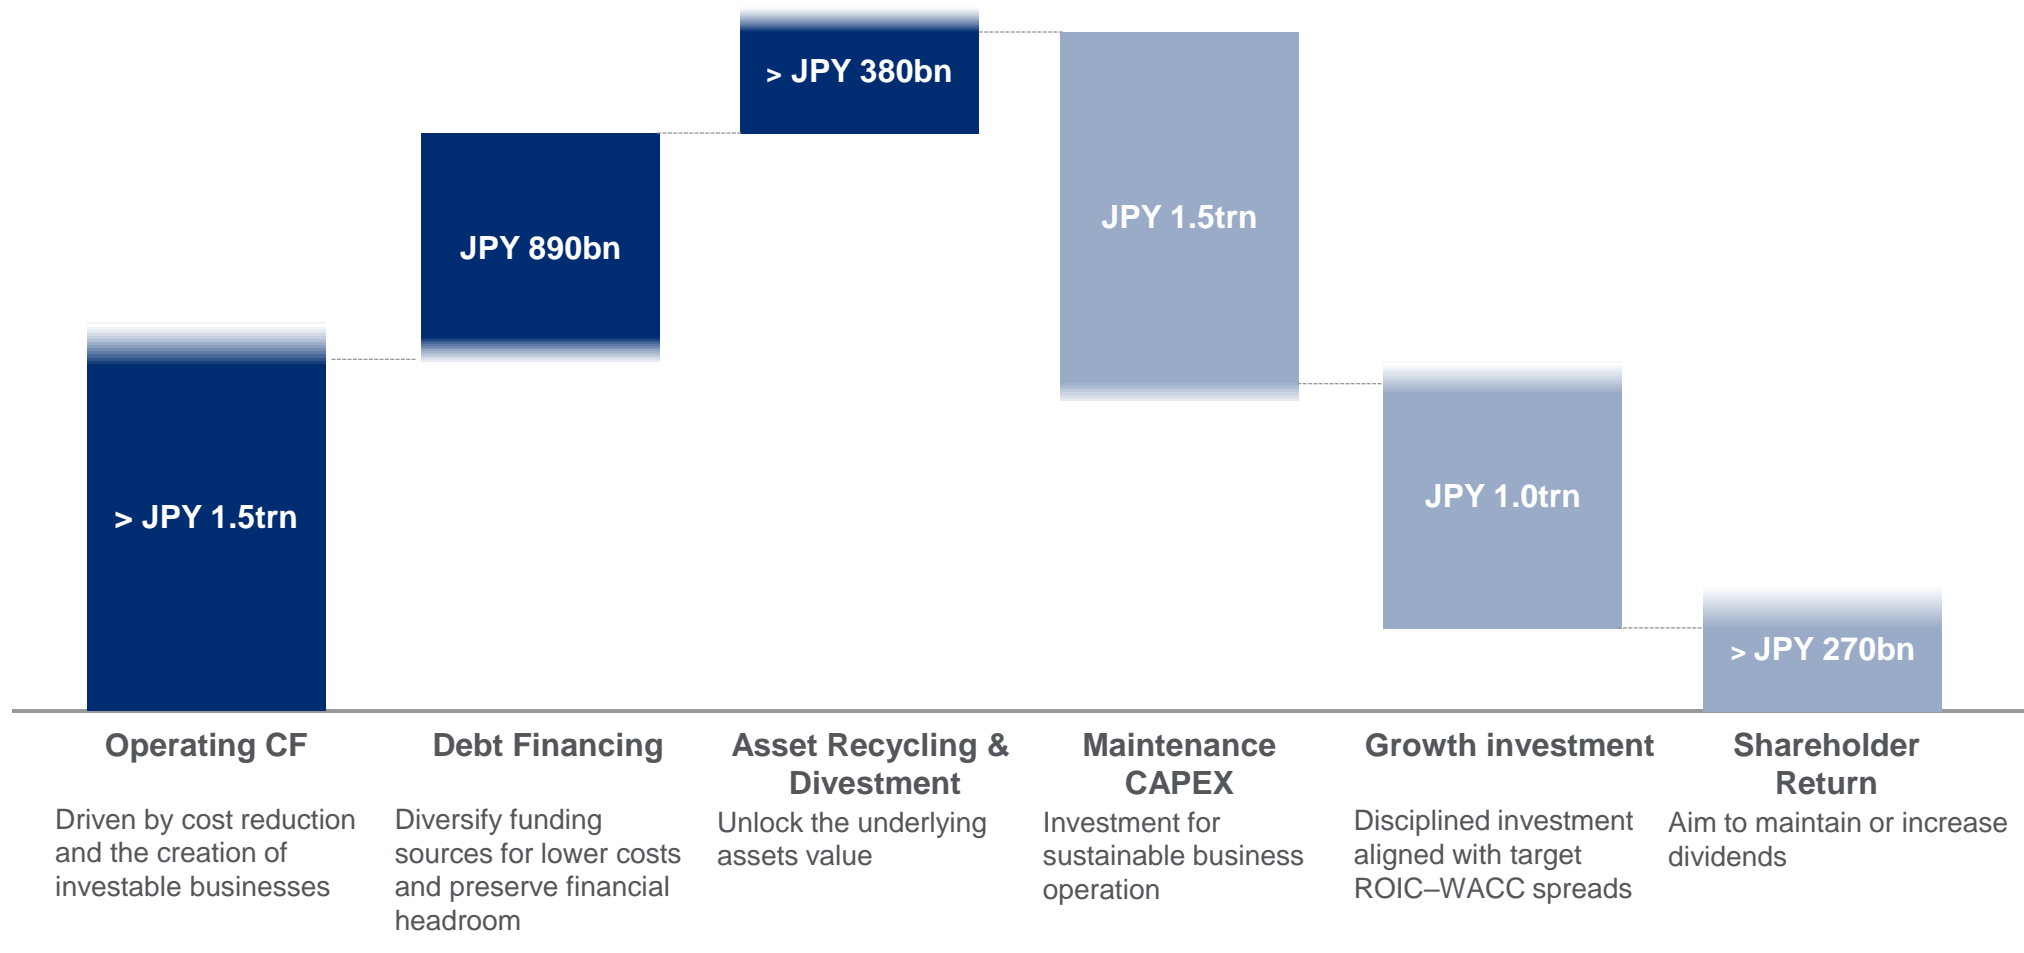 > JPY 380bn
JPY 890bn
JPY 1.5trn
> JPY 1.5trn
JPY 1.0trn
> JPY 270bn
Operating CF
Driven by cost reduction
and the creation of
investable businesses
Debt Financing
Diversify funding
sources for lower costs
and preserve financial
headroom
Asset Recycling &
Divestment
Unlock the underlying
assets value
Maintenance
CAPEX
Investment for
sustainable business
operation
Growth investment
Disciplined investment
aligned with target
ROIC–WACC spreads
Shareholder
Return
Aim to maintain or increase
dividends